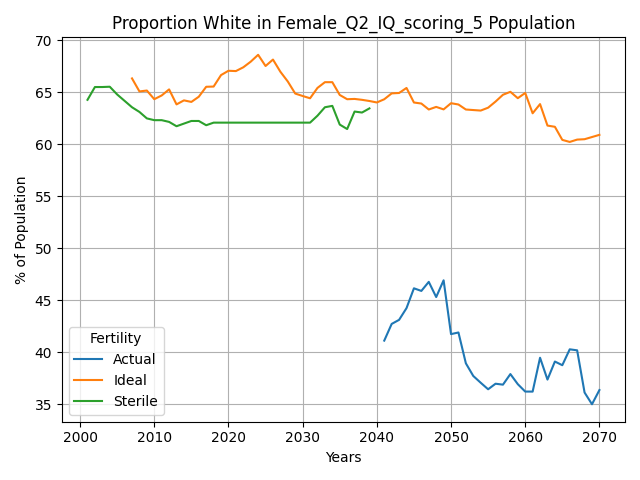 Proportion White in Female_Q2_IQ_scoring_5 Population
% of Population
70
65
60
55
50
45
40
35
Fertility
Actual
Ideal
Sterile
2000 2010 2020 2030 2040 2050 2060 2070
Years